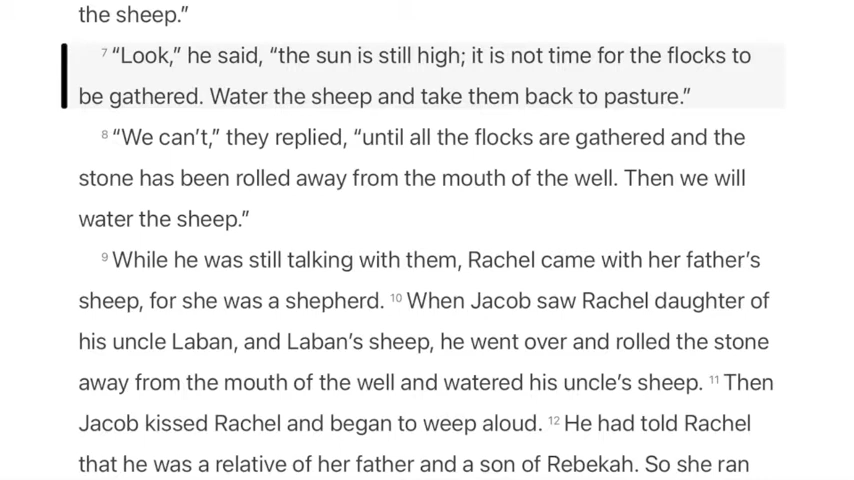 the sheep.”
7 “Look,” he said, “the sun is still high; it is not time for the flocks to
be gathered. Water the sheep and take them back to pasture.”
8 “We can’t,” they replied, “until all the flocks are gathered and the
stone has been rolled away from the mouth of the well. Then we will
water the sheep.”
9 While he was still talking with them, Rachel came with her father’s
sheep, for she was a shepherd. 10 When Jacob saw Rachel daughter of
his uncle Laban, and Laban’s sheep, he went over and rolled the stone
away from the mouth of the well and watered his uncle’s sheep. 11 Then
Jacob kissed Rachel and began to weep aloud. 12 He had told Rachel
that he was a relative of her father and a son of Rebekah. So she ran